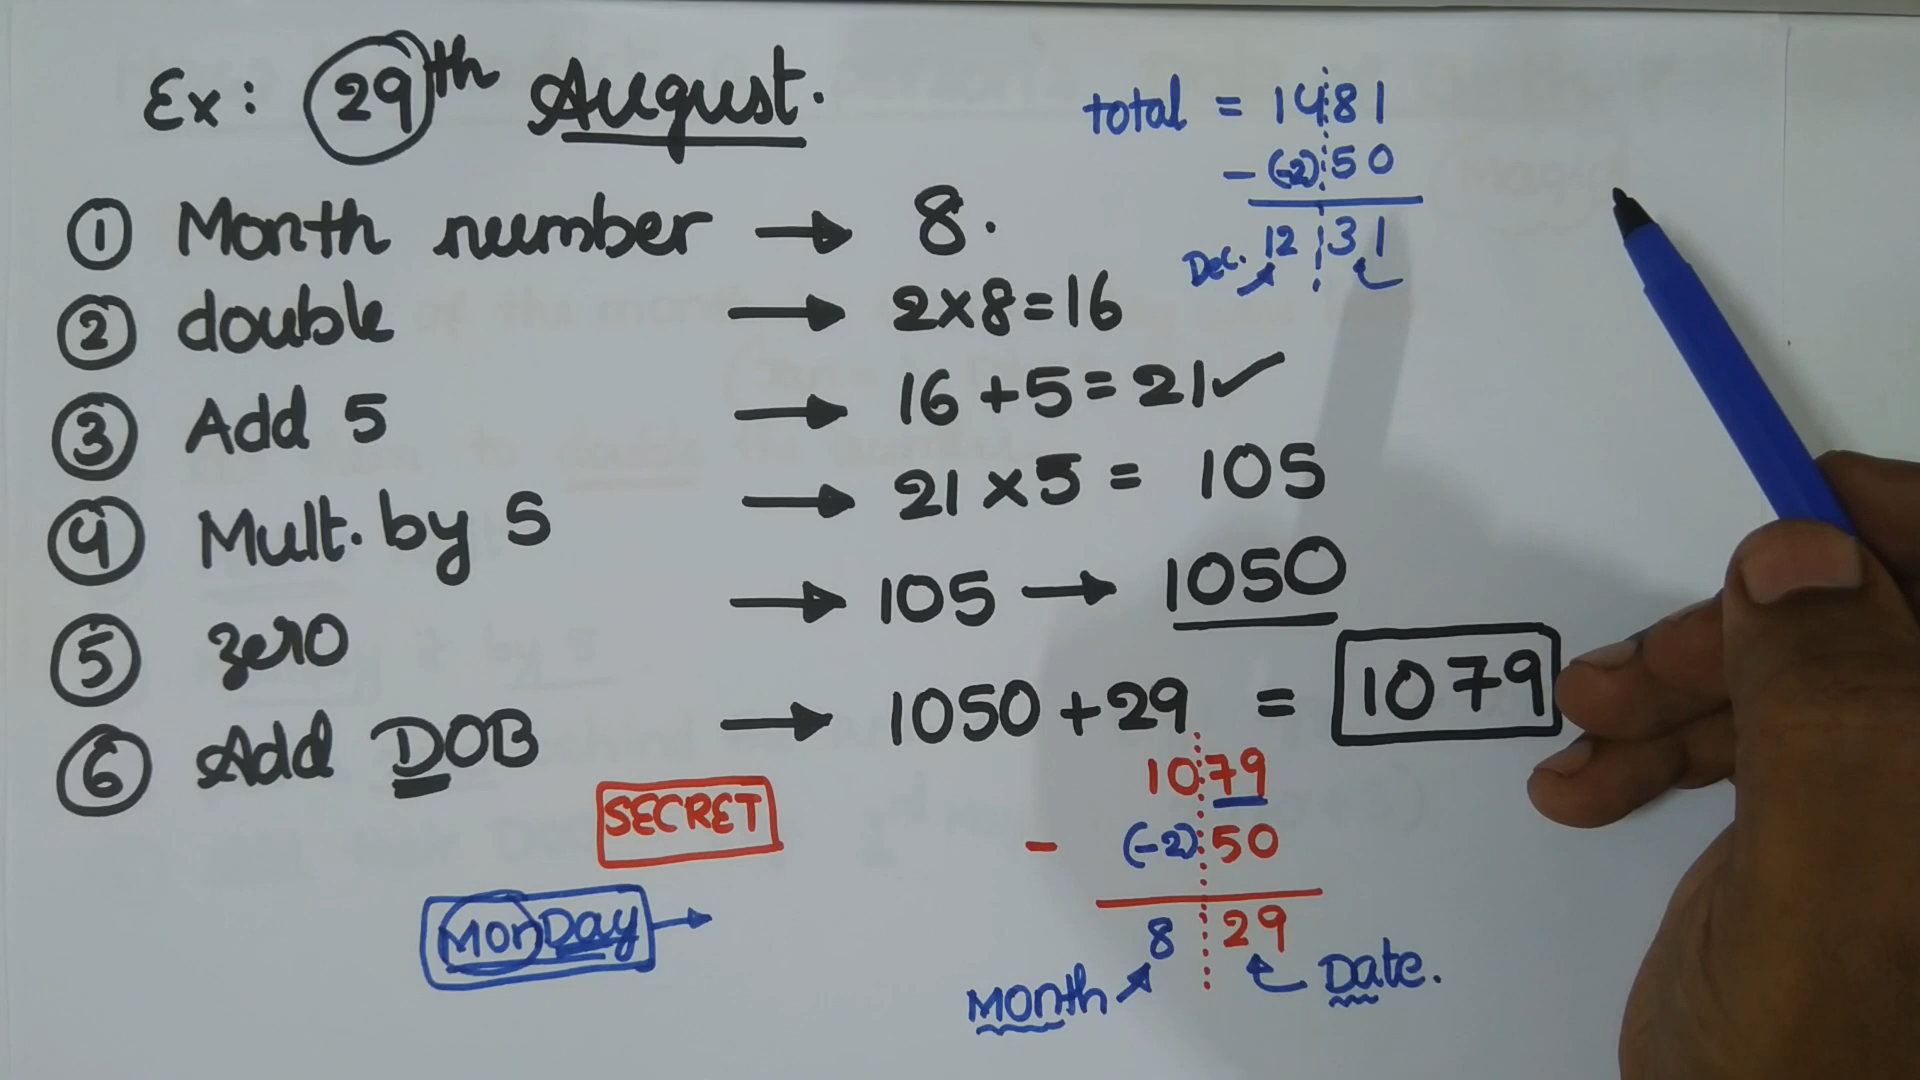 Ex: 29th August.
① Month number → 8.
② double → 2x8=16
③ Add 5 → 16+5=21✓
④ Mult. by 5 → 21x5= 105
⑤ zero → 105 → 1050
⑥ Add DOB → 1050+29 = 1079
SECRET
MonDay →
1079
- (-2) 50
8 29
Month Date.
total = 1481
- (-2) 50
Dec. 12 31